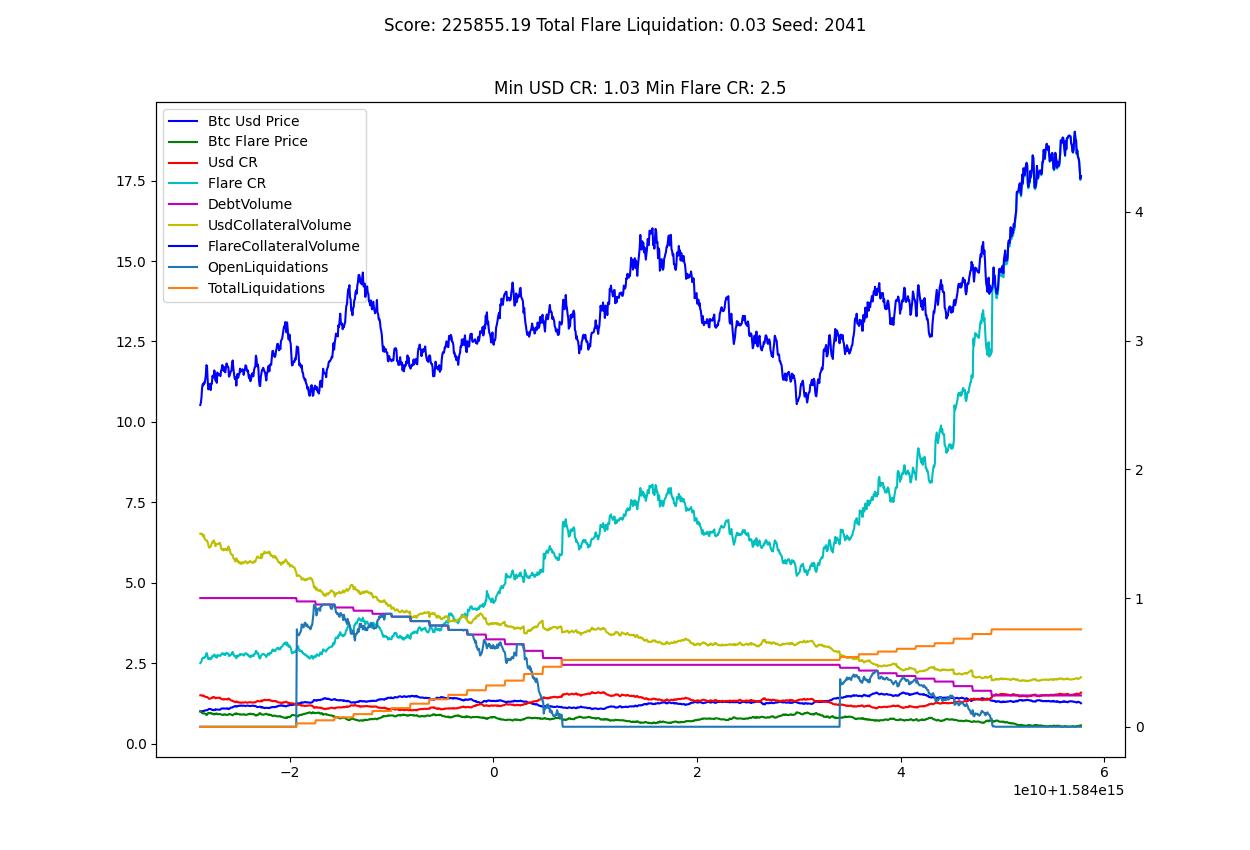 Score: 225855.19 Total Flare Liquidation: 0.03 Seed: 2041
Min USD CR: 1.03 Min Flare CR: 2.5
Btc Usd Price
Btc Flare Price
Usd CR
Flare CR
DebtVolume
UsdCollateralVolume
FlareCollateralVolume
OpenLiquidations
TotalLiquidations
17.5
15.0
12.5
10.0
7.5
5.0
2.5
0.0
4
3
2
1
0
−2
0
2
4
6
1e10+1.584e15